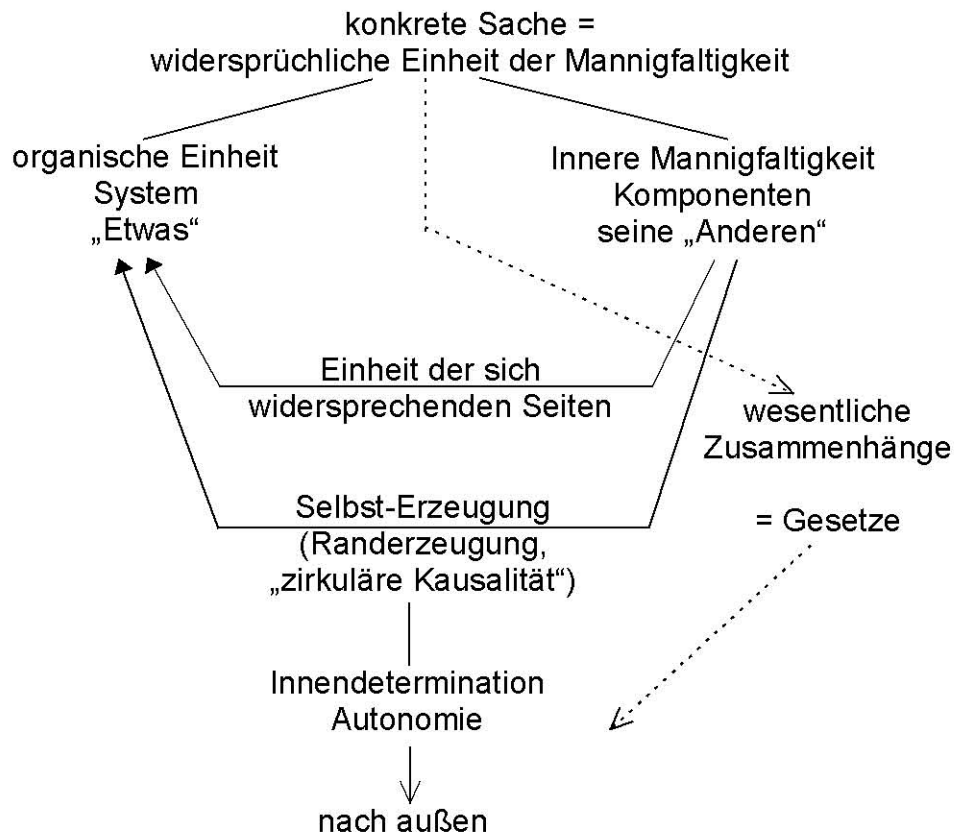 konkrete Sache =
widersprüchliche Einheit der Mannigfaltigkeit
organische Einheit
System
„Etwas“
Innere Mannigfaltigkeit
Komponenten
seine „Anderen“
Einheit der sich
widersprechenden Seiten
wesentliche
Zusammenhänge
Selbst-Erzeugung
(Randerzeugung,
„zirkuläre Kausalität“)
= Gesetze
Innendetermination
Autonomie
nach außen